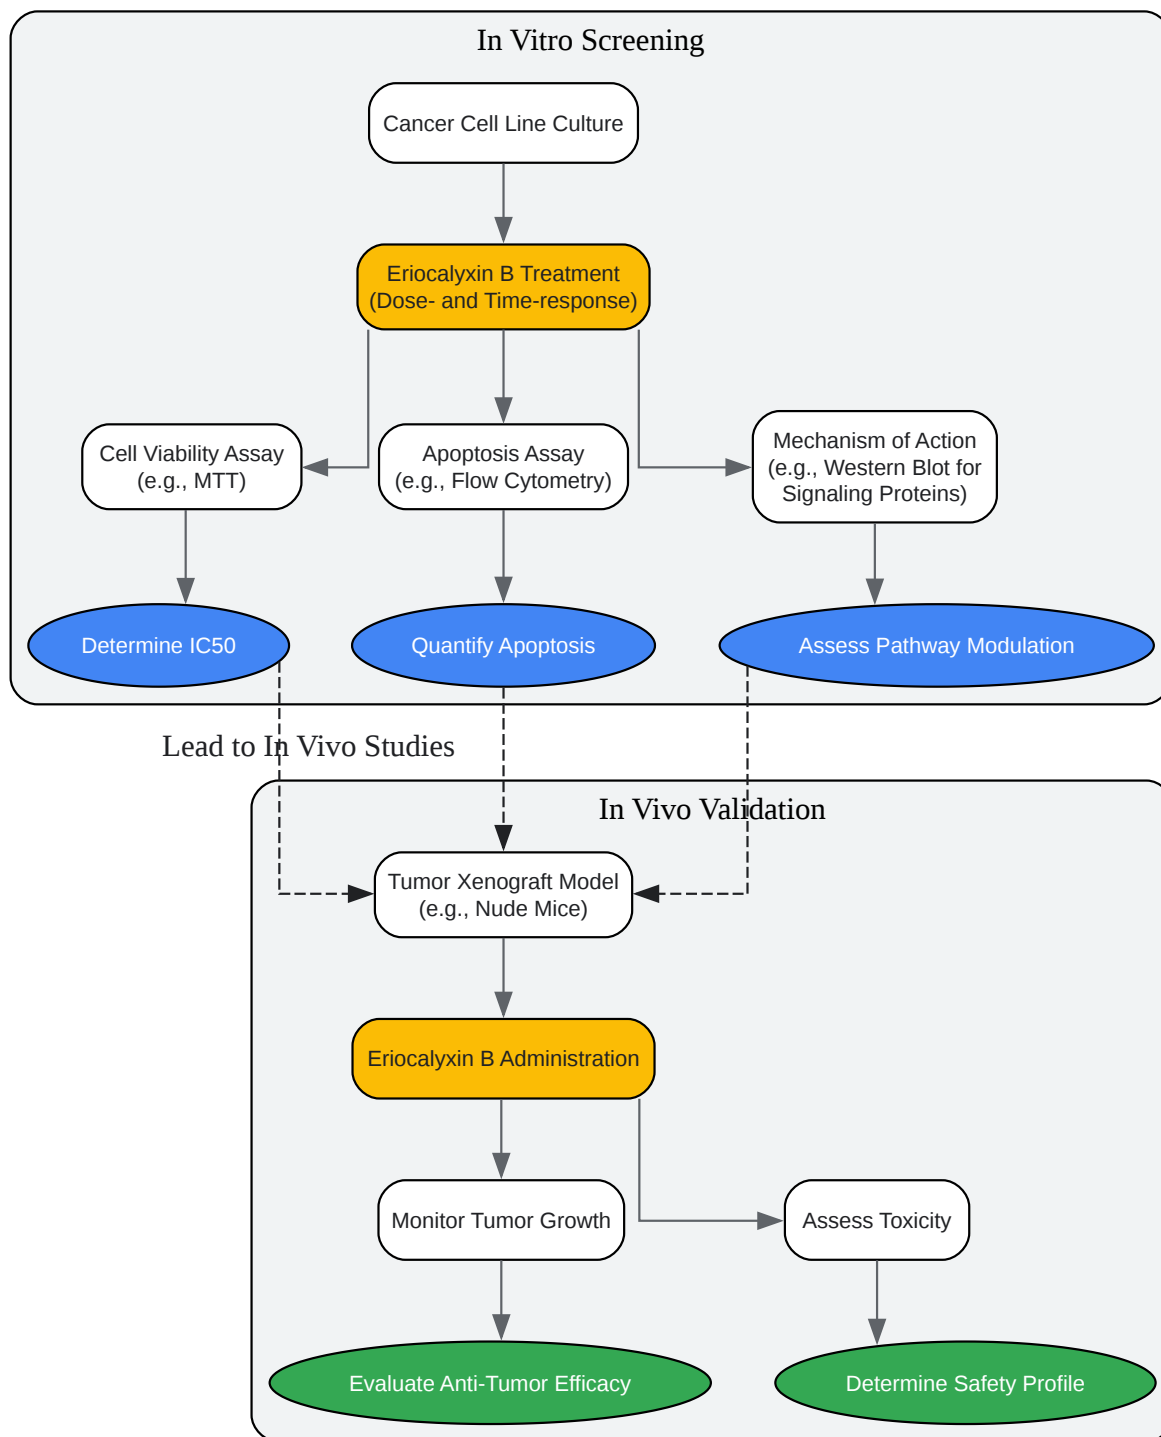 In Vitro Screening
Cancer Cell Line Culture
Eriocalyxin B Treatment
(Dose- and Time-response)
Cell Viability Assay
(e.g., MTT)
Apoptosis Assay
(e.g., Flow Cytometry)
Mechanism of Action
(e.g., Western Blot for
Signaling Proteins)
Determine IC50
Quantify Apoptosis
Assess Pathway Modulation
Lead to In Vivo Studies
In Vivo Validation
Tumor Xenograft Model
(e.g., Nude Mice)
Eriocalyxin B Administration
Monitor Tumor Growth
Assess Toxicity
Evaluate Anti-Tumor Efficacy
Determine Safety Profile